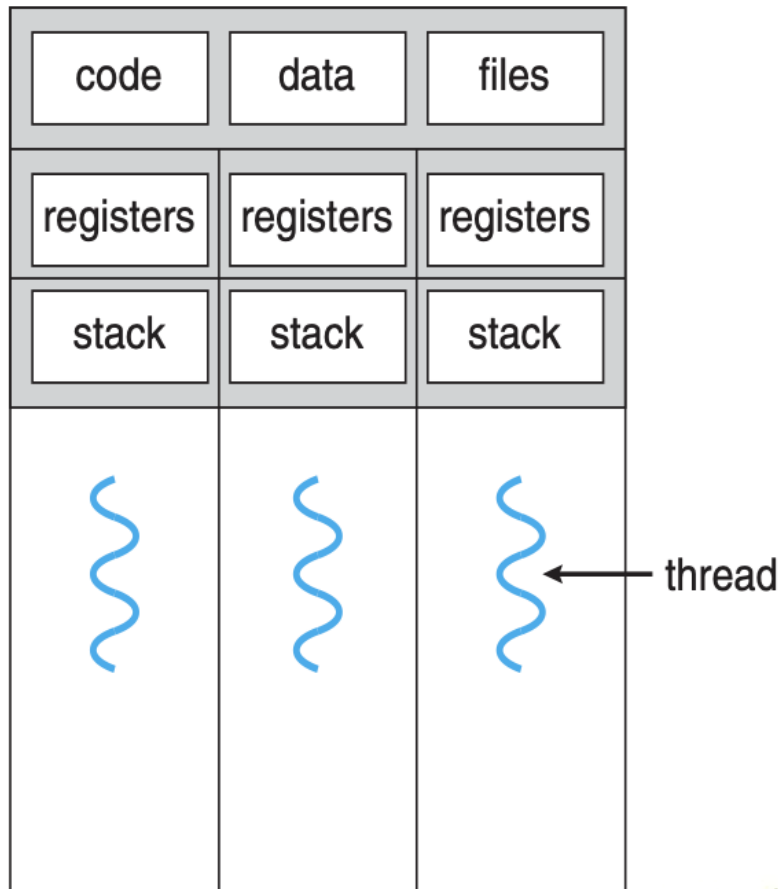 code data files
registers registers registers
stack stack stack
thread